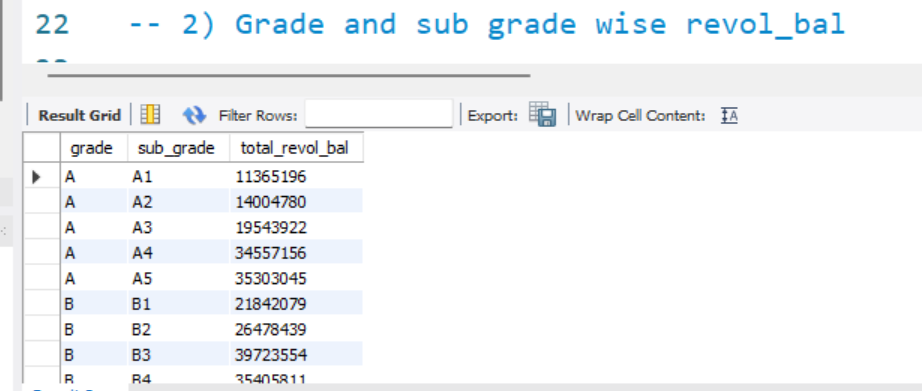 22 -- 2) Grade and sub grade wise revol_bal
Result Grid Filter Rows: Export: Wrap Cell Content:
grade sub_grade total_revol_bal
A A1 11365196
A A2 14004780
A A3 19543922
A A4 34557156
A A5 35303045
B B1 21842079
B B2 26478439
B B3 39723554
B B4 35405811